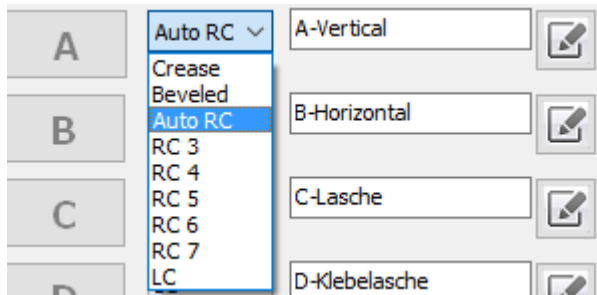 A
Auto RC
A-Vertical
Crease
Beveled
Auto RC
RC 3
RC 4
RC 5
RC 6
RC 7
LC
B
B-Horizontal
C
C-Lasche
D
D-Klebelasche